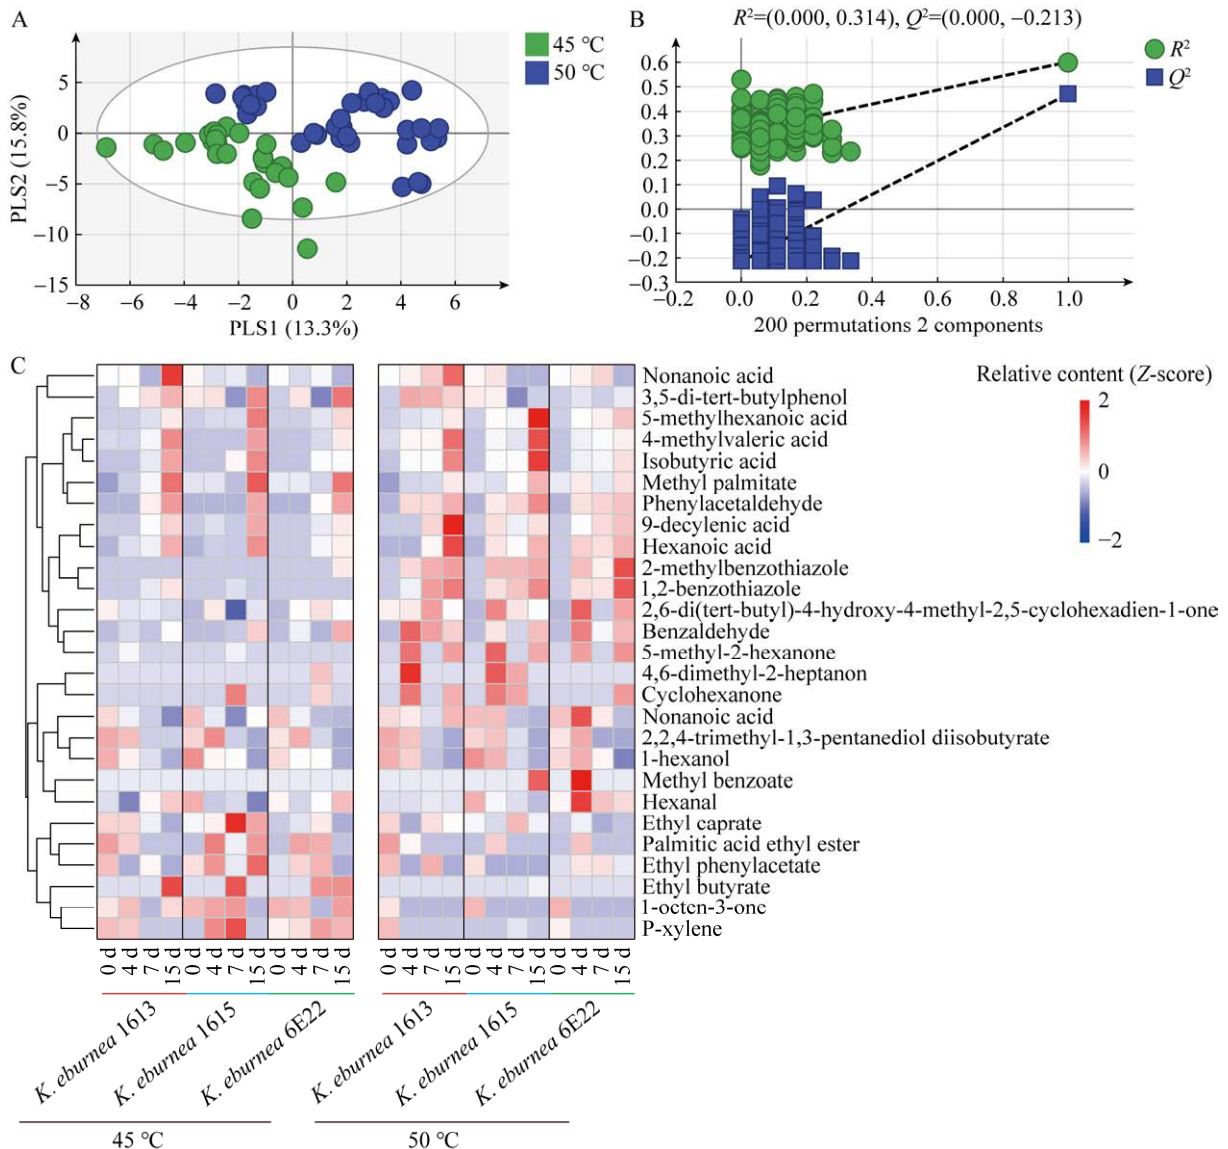 A
PLS2 (15.8%)
5
0
−5
−10
−15
−8
−6
−4
−2
0
2
4
6
PLS1 (13.3%)
45 ℃
50 ℃
B
R²=(0.000, 0.314), Q²=(0.000, −0.213)
0.6
0.5
0.4
0.3
0.2
0.1
0.0
−0.1
−0.2
−0.3
−0.2
0.0
0.2
0.4
0.6
0.8
1.0
200 permutations 2 components
R²
Q²
C
Nonanoic acid
3,5-di-tert-butylphenol
5-methylhexanoic acid
4-methylvaleric acid
Isobutyric acid
Methyl palmitate
Phenylacetaldehyde
9-decylenic acid
Hexanoic acid
2-methylbenzothiazole
1,2-benzothiazole
2,6-di(tert-butyl)-4-hydroxy-4-methyl-2,5-cyclohexadien-1-one
Benzaldehyde
5-methyl-2-hexanone
4,6-dimethyl-2-heptanon
Cyclohexanone
Nonanoic acid
2,2,4-trimethyl-1,3-pentanediol diisobutyrate
1-hexanol
Methyl benzoate
Hexanal
Ethyl caprate
Palmitic acid ethyl ester
Ethyl phenylacetate
Ethyl butyrate
1-octen-3-one
P-xylene
Relative content (Z-score)
2
0
−2
0 d
4 d
7 d
15 d
0 d
4 d
7 d
15 d
0 d
4 d
7 d
15 d
0 d
4 d
7 d
15 d
0 d
4 d
7 d
15 d
0 d
4 d
7 d
15 d
K. eburnea 1613
K. eburnea 1615
K. eburnea 6E22
K. eburnea 1613
K. eburnea 1615
K. eburnea 6E22
45 ℃
50 ℃